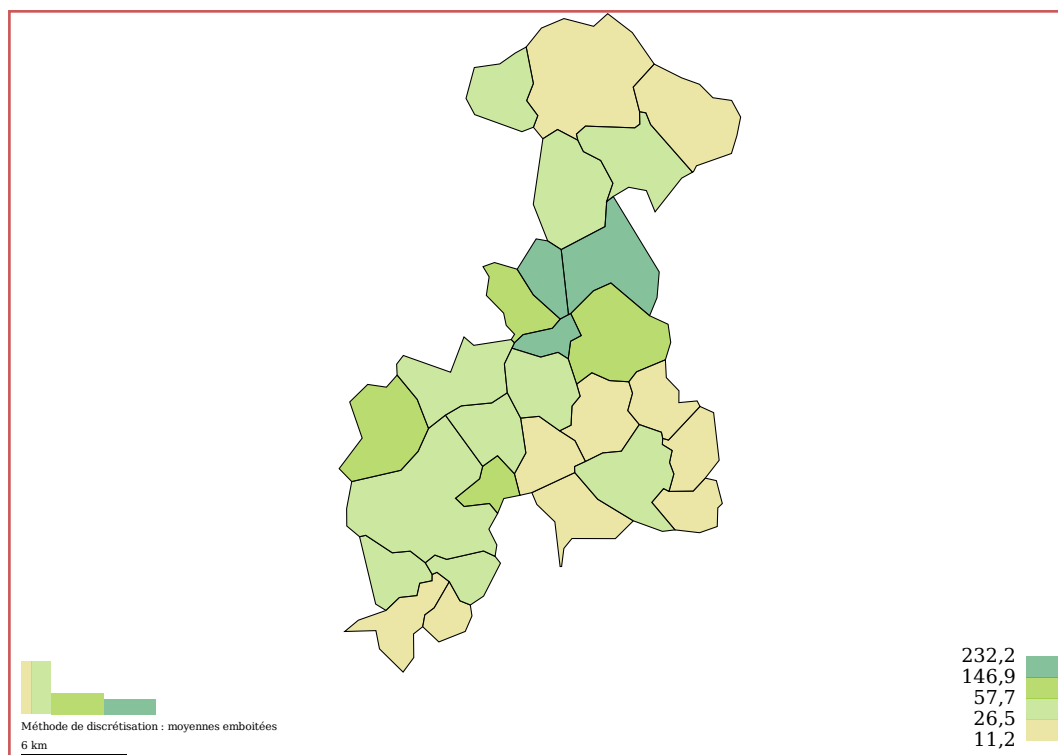 232,2
146,9
57,7
26,5
11,2
Méthode de discrétisation : moyennes emboitées
6 km